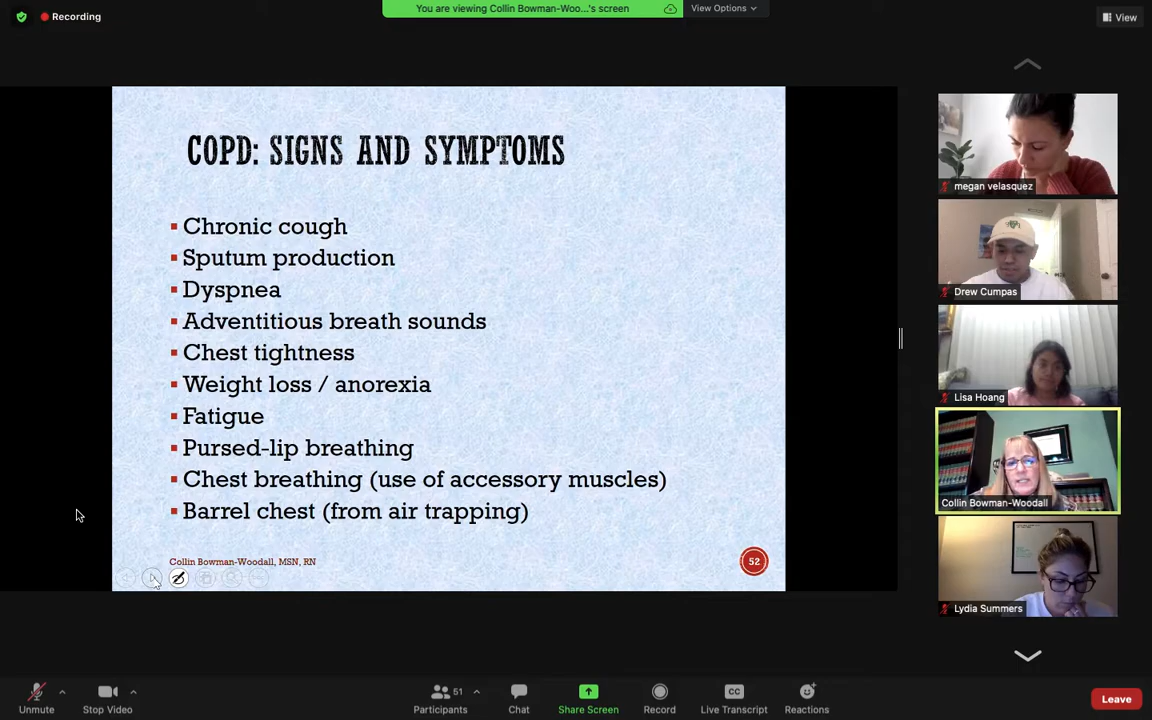 Recording
You are viewing Collin Bowman-Woo...'s screen
View Options
View
COPD: SIGNS AND SYMPTOMS
Chronic cough
Sputum production
Dyspnea
Adventitious breath sounds
Chest tightness
Weight loss / anorexia
Fatigue
Pursed-lip breathing
Chest breathing (use of accessory muscles)
Barrel chest (from air trapping)
Collin Bowman-Woodall, MSN, RN
52
megan velasquez
Drew Cumpas
Lisa Hoang
Collin Bowman-Woodall
Lydia Summers
Unmute
Stop Video
51
Participants
Chat
Share Screen
Record
CC
Live Transcript
Reactions
Leave